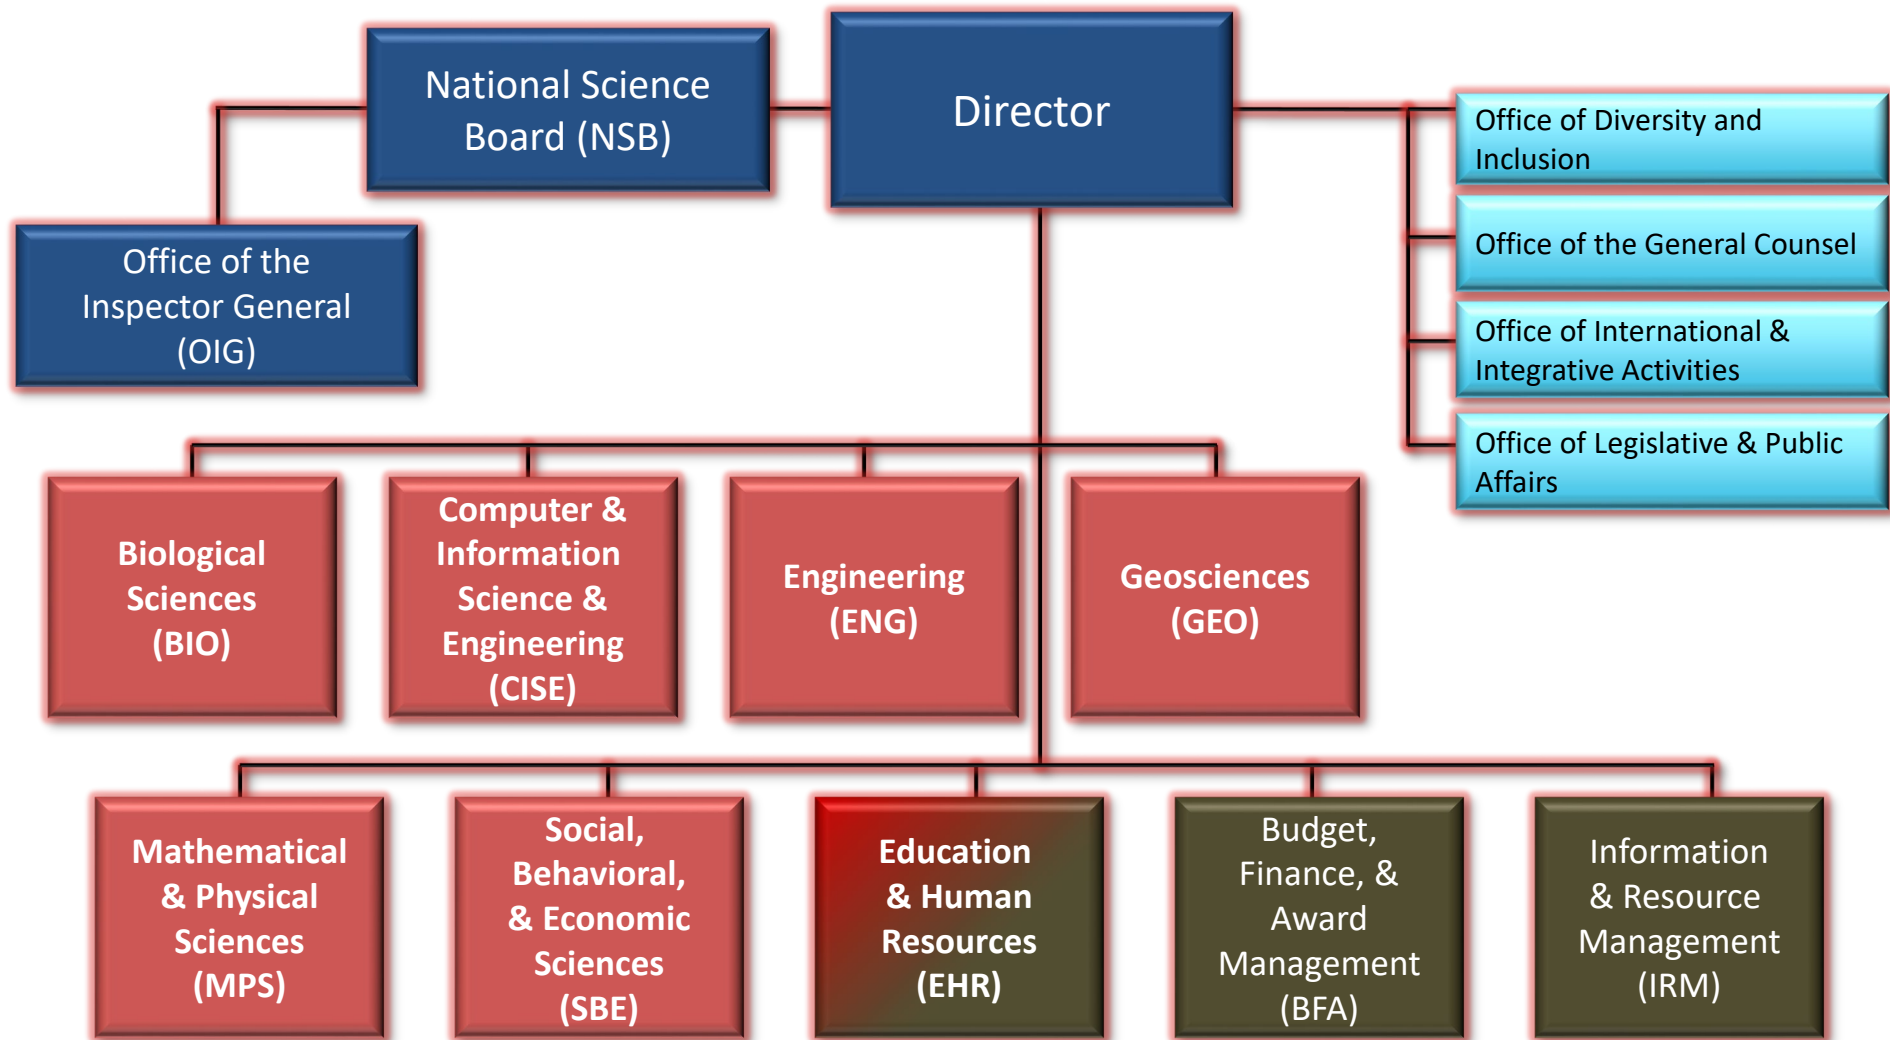 National Science
Board (NSB)
Director
Office of Diversity and
Inclusion
Office of the General Counsel
Office of International &
Integrative Activities
Office of Legislative & Public
Affairs
Office of the
Inspector General
(OIG)
Biological
Sciences
(BIO)
Computer &
Information
Science &
Engineering
(CISE)
Engineering
(ENG)
Geosciences
(GEO)
Mathematical
& Physical
Sciences
(MPS)
Social,
Behavioral,
& Economic
Sciences
(SBE)
Education
& Human
Resources
(EHR)
Budget,
Finance, &
Award
Management
(BFA)
Information
& Resource
Management
(IRM)